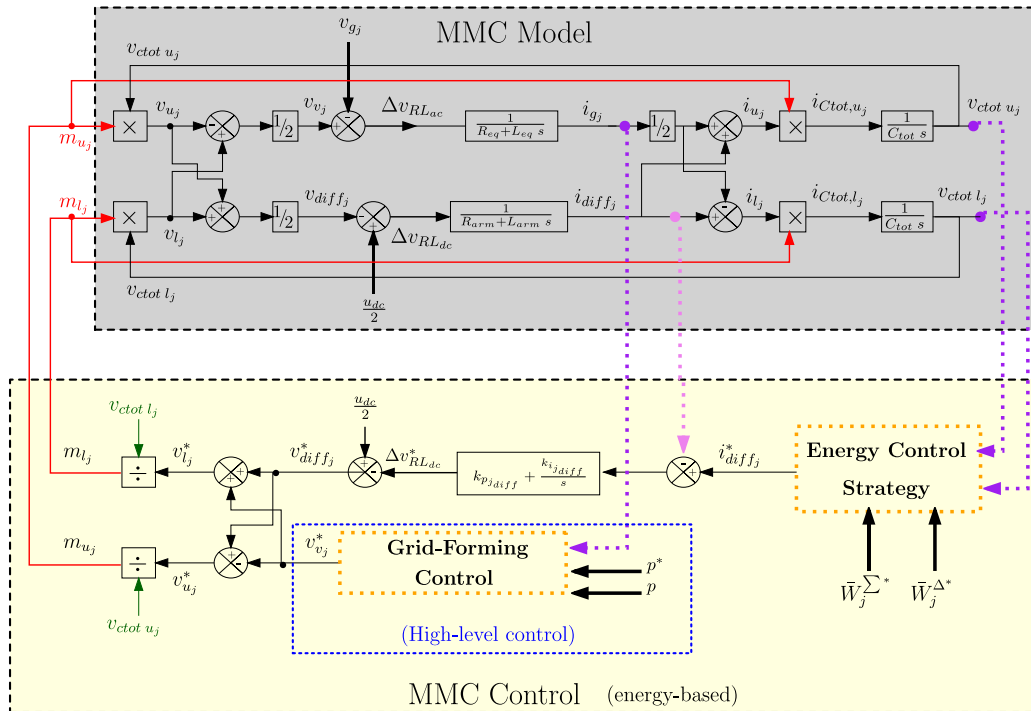 MMC Model
v_{g_j}
v_{ctot u_j}
m_{u_j}
×
v_{u_j}
1/2
v_{v_j}
Δv_{RL_{ac}}
1 / (R_{eq}+L_{eq} s)
i_{g_j}
1/2
i_{u_j}
×
i_{Ctot,u_j}
1 / (C_{tot} s)
v_{ctot u_j}
m_{l_j}
×
v_{l_j}
1/2
v_{diff_j}
Δv_{RL_{dc}}
1 / (R_{arm}+L_{arm} s)
i_{diff_j}
i_{l_j}
×
i_{Ctot,l_j}
1 / (C_{tot} s)
v_{ctot l_j}
v_{ctot l_j}
u_{dc}/2
v_{ctot l_j}
m_{l_j}
÷
v^*_{l_j}
v^*_{diff_j}
u_{dc}/2
Δv^*_{RL_{dc}}
k_{p_{j_{diff}}} + k_{i_{j_{diff}}}/s
i^*_{diff_j}
Energy Control
Strategy
W̄_j^{∑*}
W̄_j^{Δ*}
m_{u_j}
÷
v^*_{u_j}
v_{ctot u_j}
v^*_{v_j}
Grid-Forming
Control
p*
p
(High-level control)
MMC Control (energy-based)